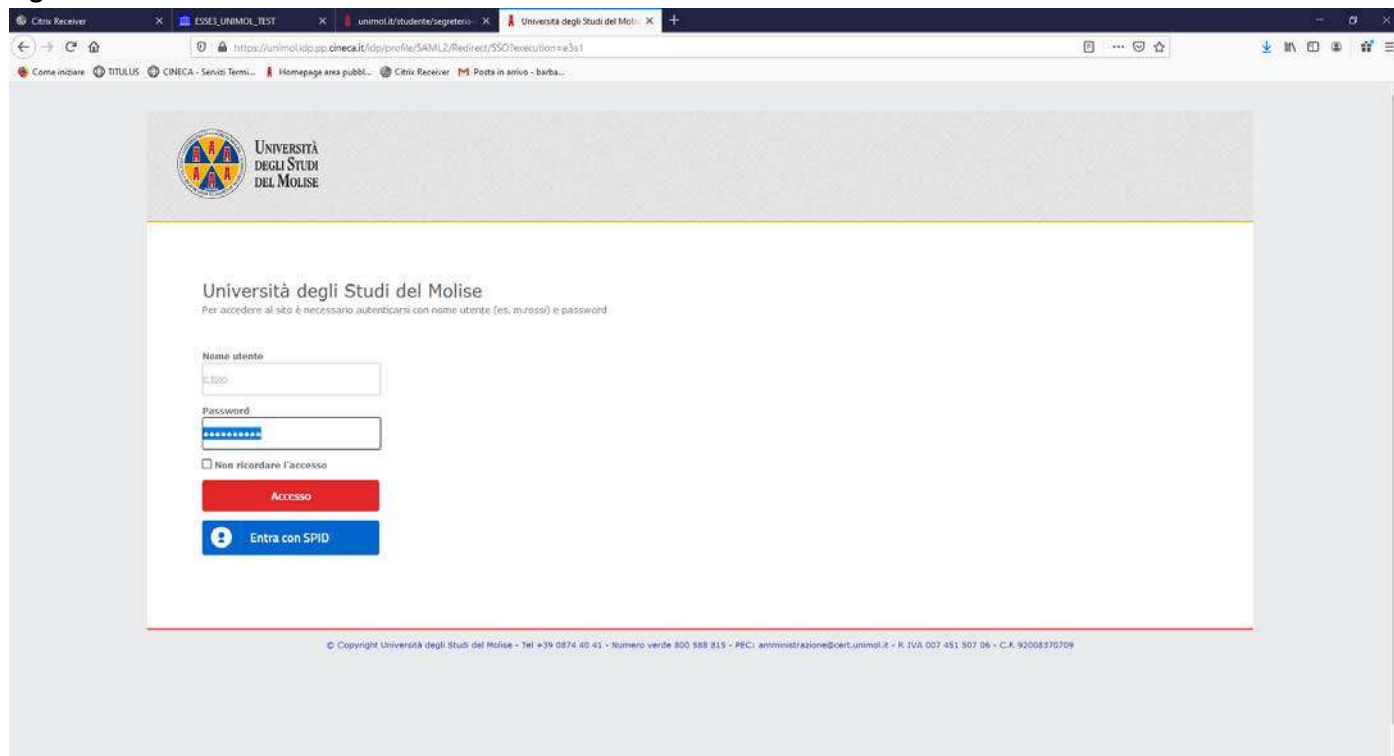 Citrix Receiver
ESSE3_UNIMOL_TEST
unimol.it/studente/segreteria-
Università degli Studi del Moli
https://unimol.idp.pp.cineca.it/idp/profile/SAML2/Redirect/SSO?execution=e3s1
Come iniziare TITULUS CINECA - Servizi Termi... Homepage area pubbl... Citrix Receiver Posta in arrivo - barba...
UNIVERSITÀ
DEGLI STUDI
DEL MOLISE
Università degli Studi del Molise
Per accedere al sito è necessario autenticarsi con nome utente (es. m.rossi) e password
Nome utente
c.tizio
Password
Non ricordare l'accesso
Accesso
Entra con SPID
© Copyright Università degli Studi del Molise - Tel +39 0874 40 41 - Numero verde 800 588 815 - PEC: amministrazione@cert.unimol.it - P. IVA 007 451 507 06 - C.F. 92008370709